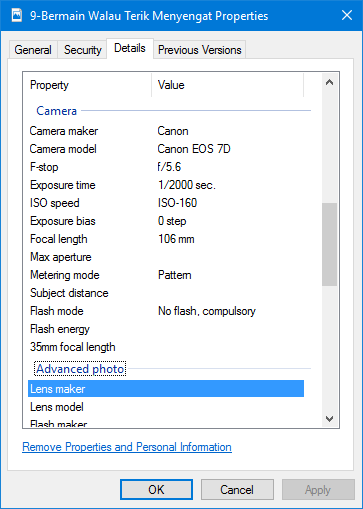 9-Bermain Walau Terik Menyengat Properties
General Security Details Previous Versions
Property Value
Camera
Camera maker Canon
Camera model Canon EOS 7D
F-stop f/5.6
Exposure time 1/2000 sec.
ISO speed ISO-160
Exposure bias 0 step
Focal length 106 mm
Max aperture
Metering mode Pattern
Subject distance
Flash mode No flash, compulsory
Flash energy
35mm focal length
Advanced photo
Lens maker
Lens model
Flash maker
Remove Properties and Personal Information
OK Cancel Apply